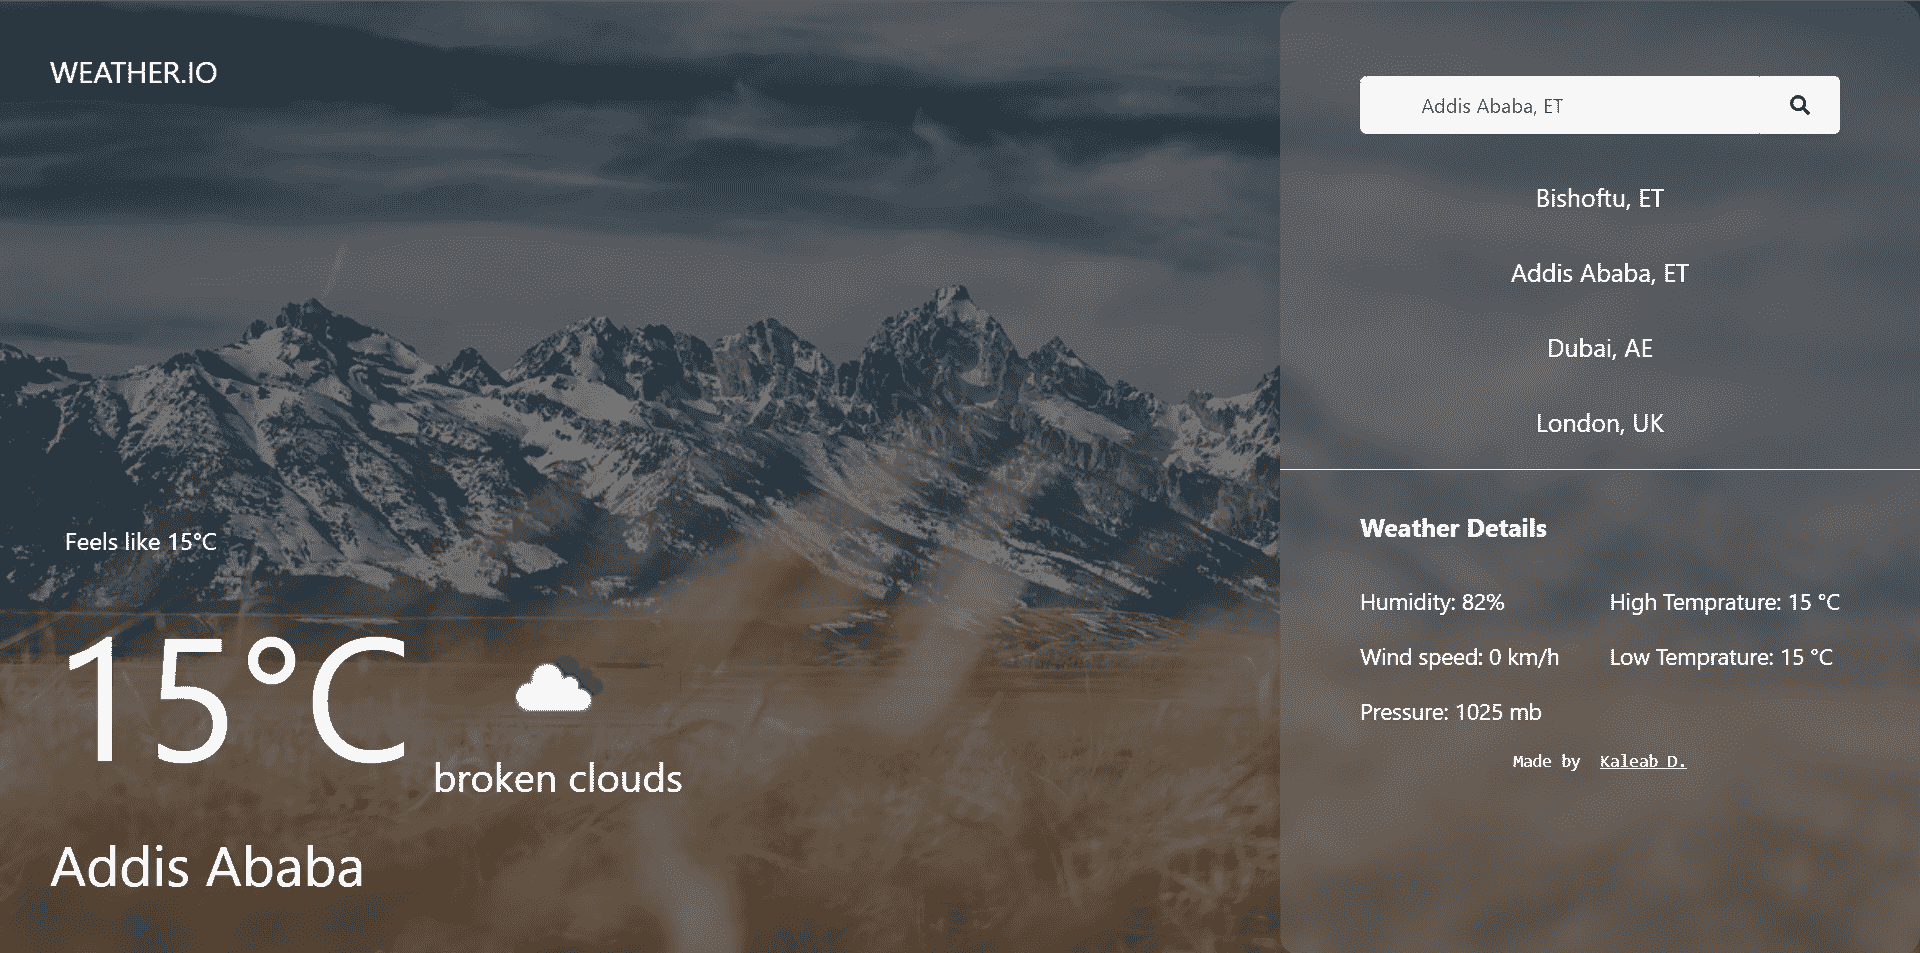 WEATHER.IO
Feels like 15°C
15°C
broken clouds
Addis Ababa
Addis Ababa, ET
Bishoftu, ET
Addis Ababa, ET
Dubai, AE
London, UK
Weather Details
Humidity: 82%
High Temprature: 15 °C
Wind speed: 0 km/h
Low Temprature: 15 °C
Pressure: 1025 mb
Made by Kaleab D.